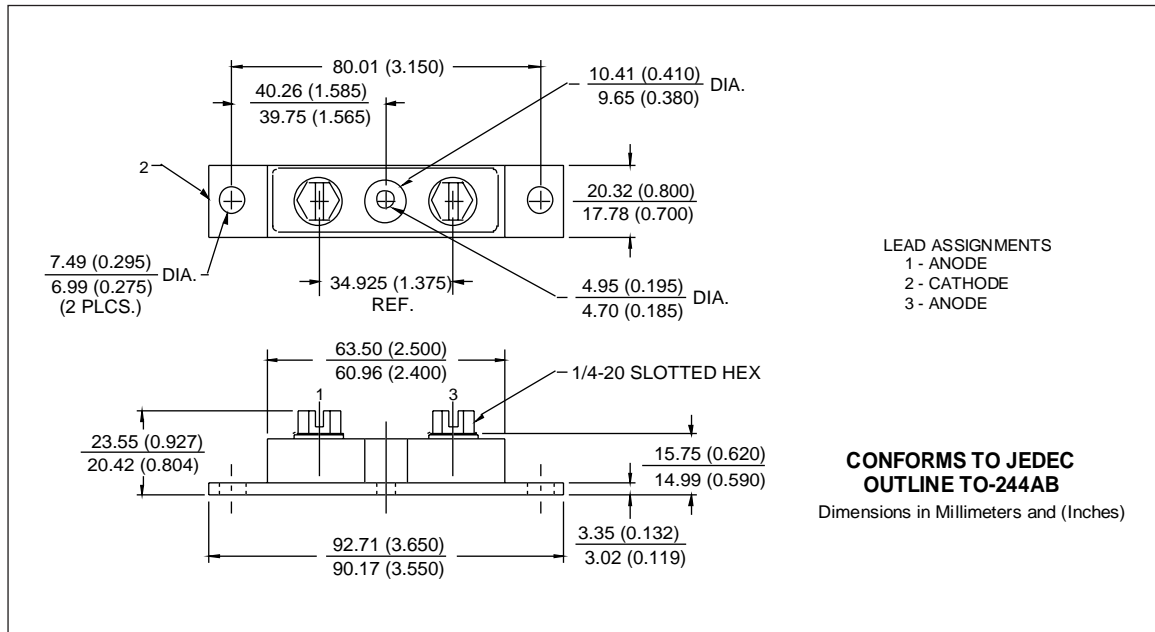 80.01 (3.150)
40.26 (1.585)
39.75 (1.565)
10.41 (0.410)
9.65 (0.380)
DIA.
2
20.32 (0.800)
17.78 (0.700)
7.49 (0.295)
6.99 (0.275)
DIA.
(2 PLCS.)
34.925 (1.375)
REF.
4.95 (0.195)
4.70 (0.185)
DIA.
LEAD ASSIGNMENTS
1 - ANODE
2 - CATHODE
3 - ANODE
63.50 (2.500)
60.96 (2.400)
1/4-20 SLOTTED HEX
1
3
23.55 (0.927)
20.42 (0.804)
15.75 (0.620)
14.99 (0.590)
3.35 (0.132)
3.02 (0.119)
92.71 (3.650)
90.17 (3.550)
CONFORMS TO JEDEC
OUTLINE TO-244AB
Dimensions in Millimeters and (Inches)